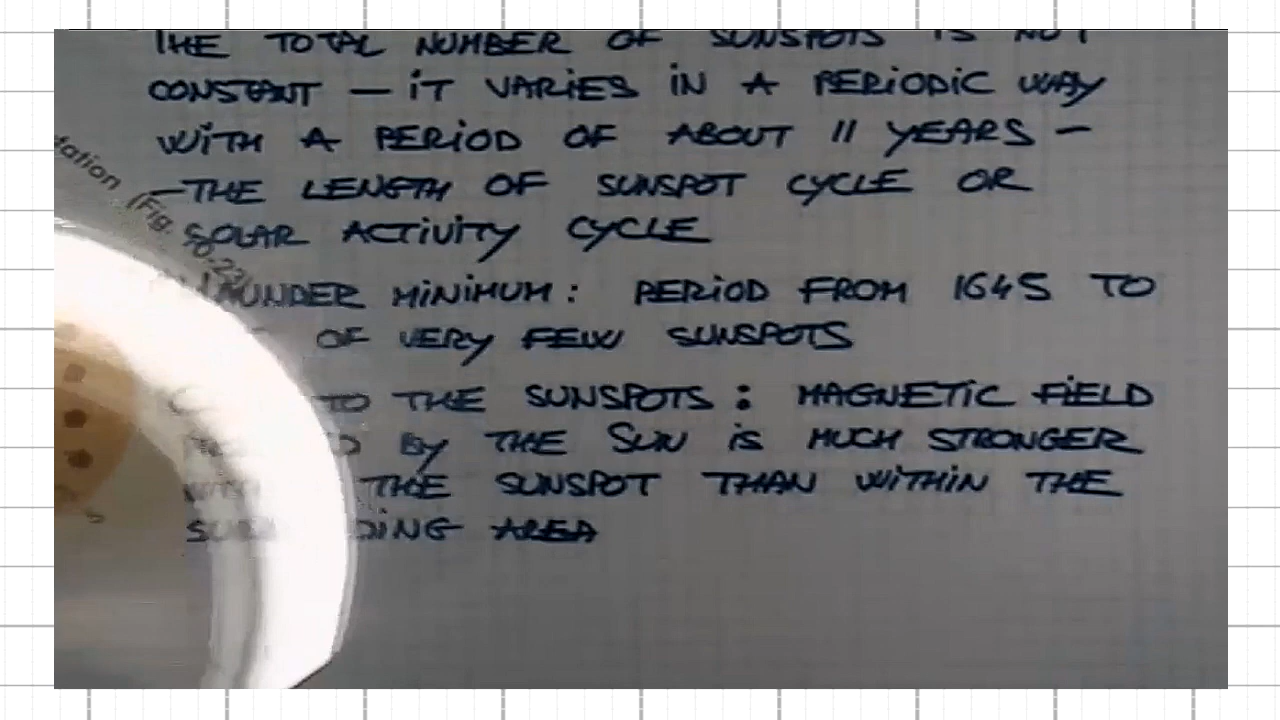 THE TOTAL NUMBER OF SUNSPOTS IS NOT
CONSTANT — IT VARIES IN A PERIODIC WAY
WITH A PERIOD OF ABOUT 11 YEARS —
— THE LENGTH OF SUNSPOT CYCLE OR
SOLAR ACTIVITY CYCLE
MAUNDER MINIMUM: PERIOD FROM 1645 TO
OF VERY FEW SUNSPOTS
TO THE SUNSPOTS: MAGNETIC FIELD
BY THE SUN IS MUCH STRONGER
THE SUNSPOT THAN WITHIN THE
AREA
(Fig.